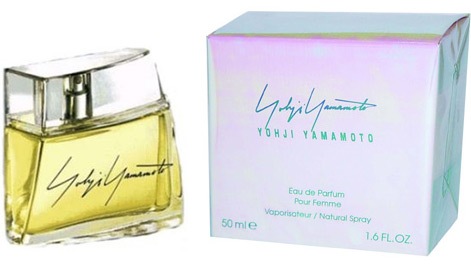 Yohji Yamamoto
Yohji Yamamoto
YOHJI YAMAMOTO
Eau de Parfum
Pour Femme
Vaporisateur / Natural Spray
50 ml e
1.6 FL.OZ.